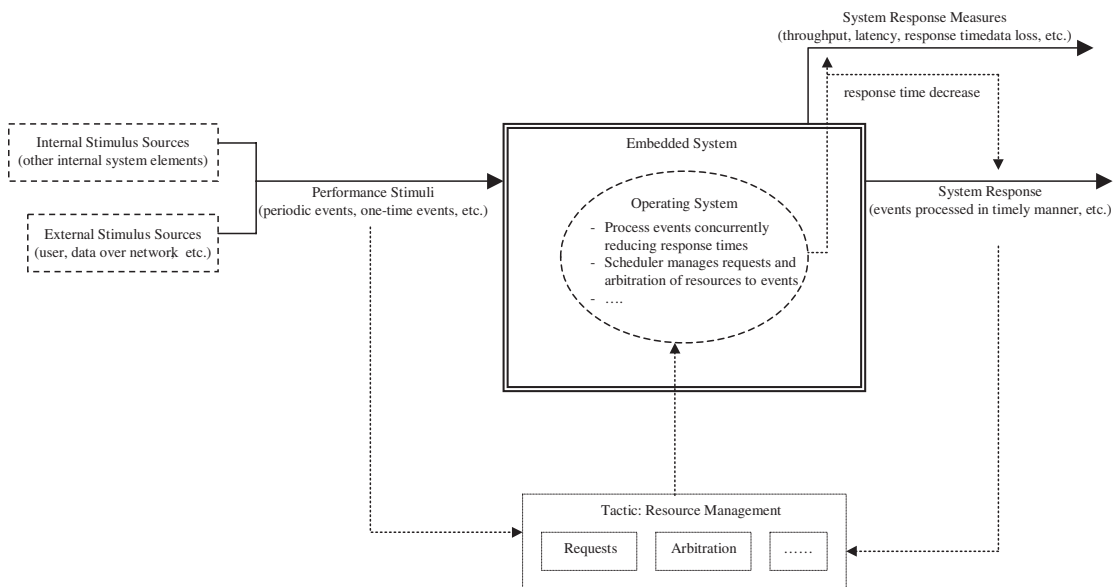 System Response Measures
(throughput, latency, response timedata loss, etc.)
response time decrease
Internal Stimulus Sources
(other internal system elements)
Embedded System
Performance Stimuli
(periodic events, one-time events, etc.)
System Response
(events processed in timely manner, etc.)
External Stimulus Sources
(user, data over network etc.)
Operating System
- Process events concurrently
reducing response times
- Scheduler manages requests and
arbitration of resources to events
- ….
Tactic: Resource Management
Requests
Arbitration
……